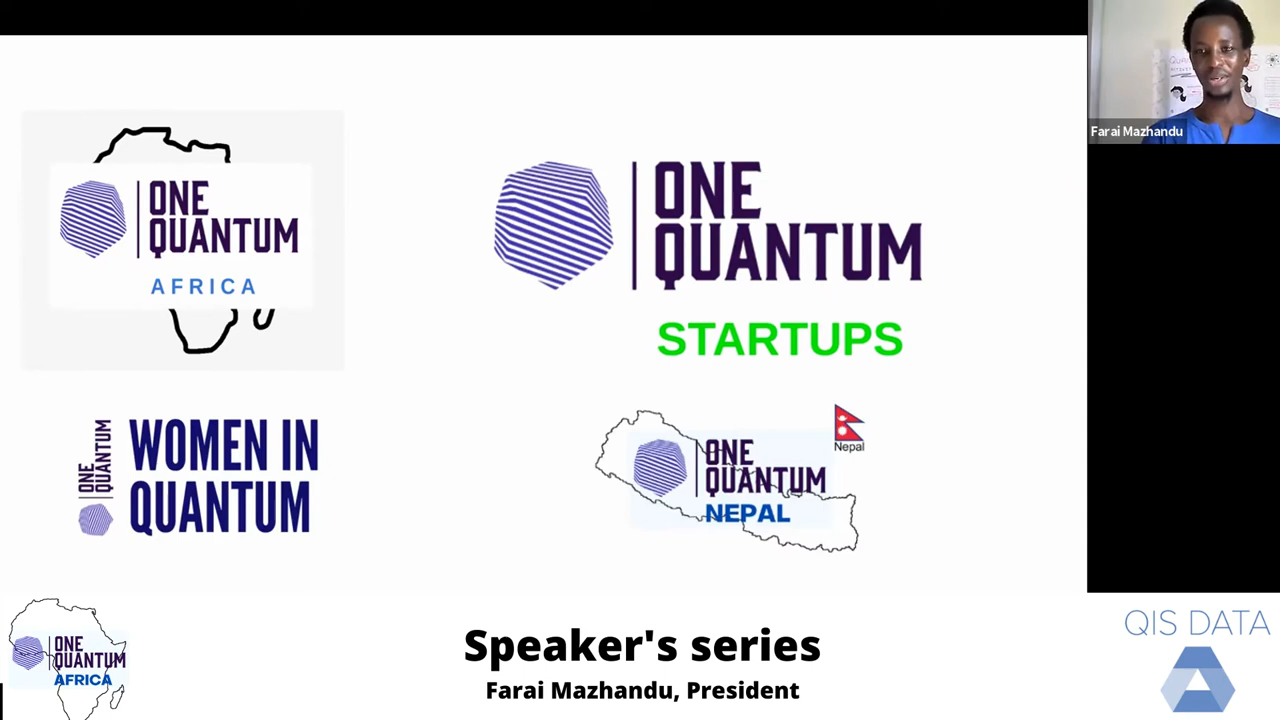 ONE
QUANTUM
AFRICA
ONE
QUANTUM
STARTUPS
ONE
QUANTUM
WOMEN IN
QUANTUM
ONE
QUANTUM
NEPAL
Nepal
Farai Mazhandu
ONE
QUANTUM
AFRICA
Speaker's series
Farai Mazhandu, President
QIS DATA